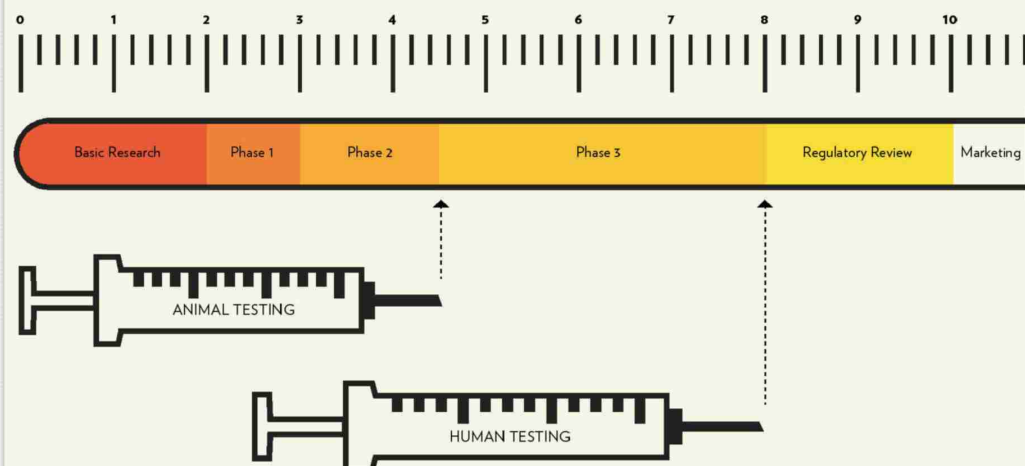 0 1 2 3 4 5 6 7 8 9 10
Basic Research Phase 1 Phase 2 Phase 3 Regulatory Review Marketing
ANIMAL TESTING
HUMAN TESTING